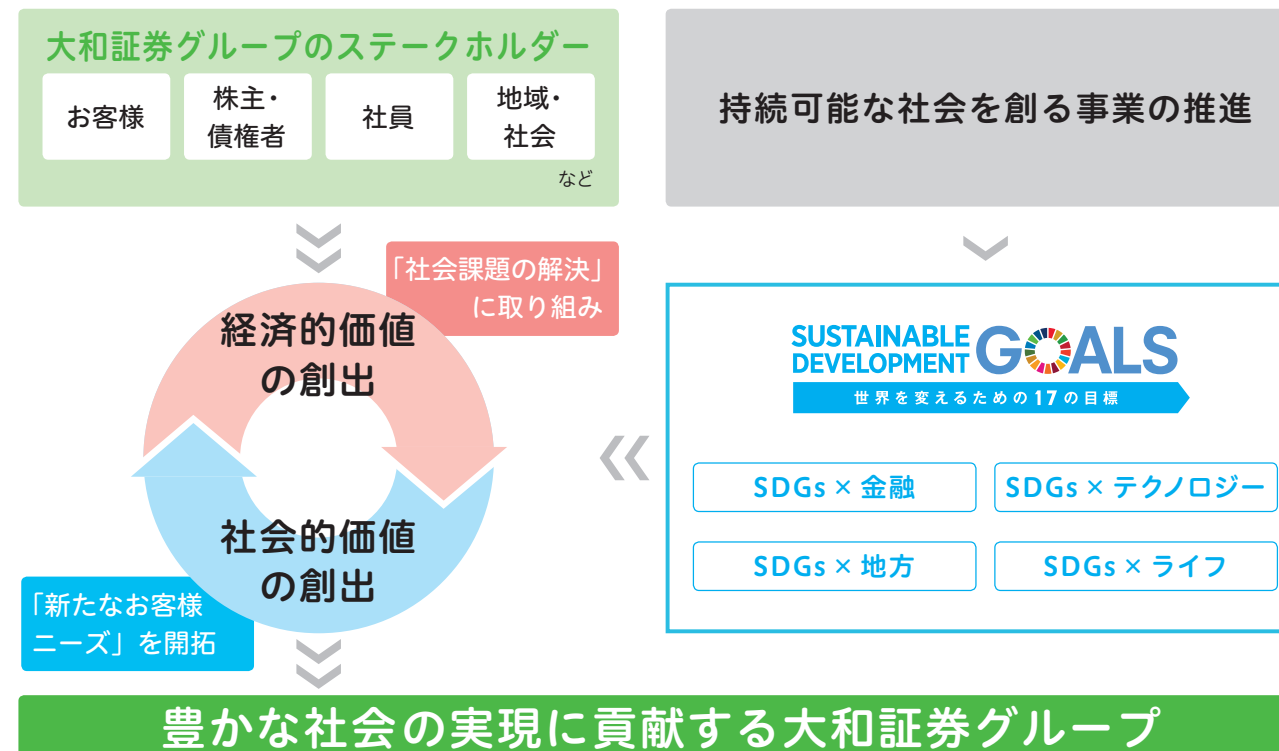 大和証券グループのステークホルダー
お客様
株主・
債権者
社員
地域・
社会
など
持続可能な社会を創る事業の推進
「社会課題の解決」
に取り組み
経済的価値
の創出
社会的価値
の創出
「新たなお客様
ニーズ」を開拓
SUSTAINABLE
DEVELOPMENT
GOALS
世界を変えるための17の目標
SDGs × 金融
SDGs × テクノロジー
SDGs × 地方
SDGs × ライフ
豊かな社会の実現に貢献する大和証券グループ